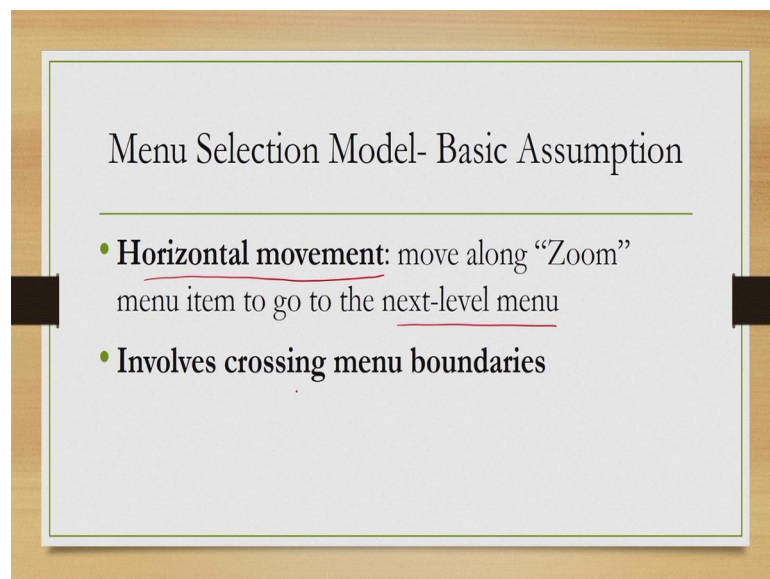 Menu Selection Model- Basic Assumption
• Horizontal movement: move along “Zoom”
menu item to go to the next-level menu
• Involves crossing menu boundaries